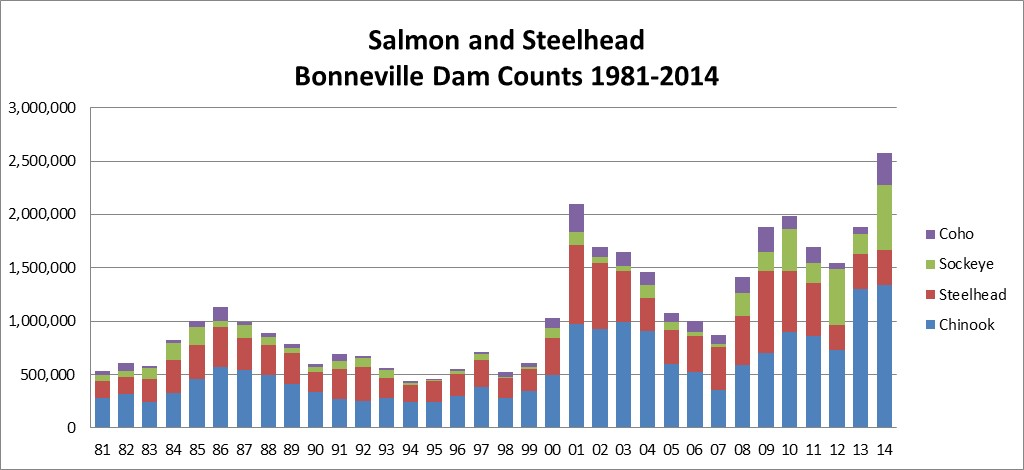 Salmon and Steelhead
Bonneville Dam Counts 1981-2014
3,000,000
2,500,000
2,000,000
1,500,000
1,000,000
500,000
0
Coho
Sockeye
Steelhead
Chinook
81 82 83 84 85 86 87 88 89 90 91 92 93 94 95 96 97 98 99 00 01 02 03 04 05 06 07 08 09 10 11 12 13 14